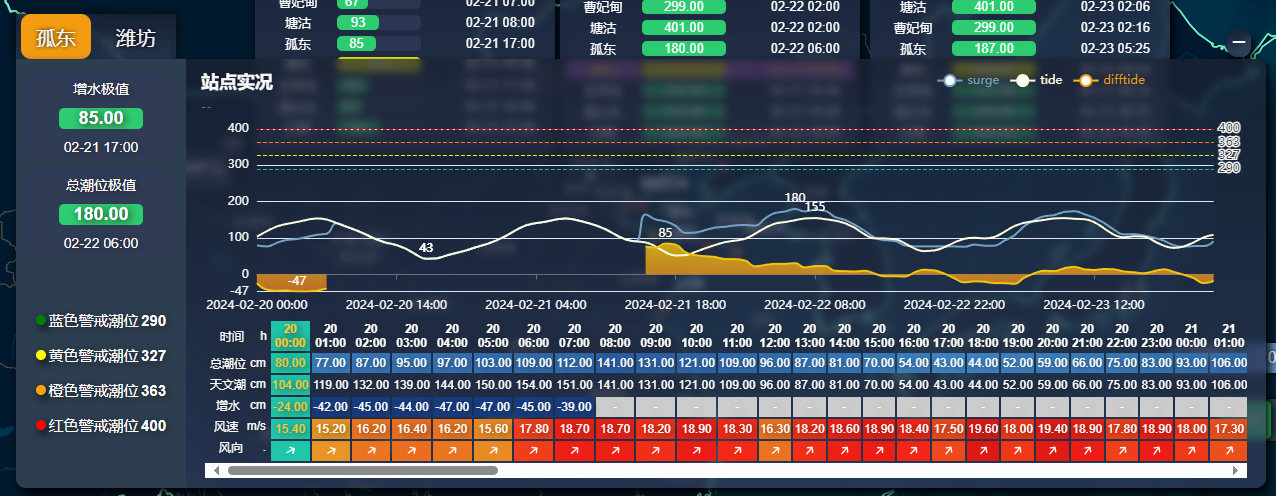 曹妃甸 67 02-21 07:00
299.00 02-22 02:00
塘沽 401.00 02-23 02:06
塘沽 93 02-21 08:00
塘沽 401.00 02-22 02:00
曹妃甸 299.00 02-23 02:16
孤东 85 02-21 17:00
孤东 180.00 02-22 06:00
孤东 187.00 02-23 05:25
孤东 潍坊
增水极值
85.00
02-21 17:00
总潮位极值
180.00
02-22 06:00
蓝色警戒潮位 290
黄色警戒潮位 327
橙色警戒潮位 363
红色警戒潮位 400
站点实况
--
surge tide difftide
400
300
200
100
0
-47
400
363
327
290
43
-47
85
180
155
2024-02-20 00:00 2024-02-20 14:00 2024-02-21 04:00 2024-02-21 18:00 2024-02-22 08:00 2024-02-22 22:00 2024-02-23 12:00
时间 h 20 00:00 20 01:00 20 02:00 20 03:00 20 04:00 20 05:00 20 06:00 20 07:00 20 08:00 20 09:00 20 10:00 20 11:00 20 12:00 20 13:00 20 14:00 20 15:00 20 16:00 20 17:00 20 18:00 20 19:00 20 20:00 20 21:00 20 22:00 20 23:00 21 00:00 21 01:00
总潮位 cm 80.00 77.00 87.00 95.00 97.00 103.00 109.00 112.00 141.00 131.00 121.00 109.00 96.00 87.00 81.00 70.00 54.00 43.00 44.00 52.00 59.00 66.00 75.00 83.00 93.00 106.00
天文潮 cm 104.00 119.00 132.00 139.00 144.00 150.00 154.00 151.00 141.00 131.00 121.00 109.00 96.00 87.00 81.00 70.00 54.00 43.00 44.00 52.00 59.00 66.00 75.00 83.00 93.00 106.00
增水 cm -24.00 -42.00 -45.00 -44.00 -47.00 -47.00 -45.00 -39.00 - - - - - - - - - - - - - - - - - -
风速 m/s 15.40 15.20 16.20 16.40 16.20 15.60 17.80 18.70 18.70 18.20 18.90 18.30 16.30 18.20 18.60 18.90 18.40 17.50 19.60 18.00 19.40 18.90 17.80 18.90 18.00 17.30
风向 -